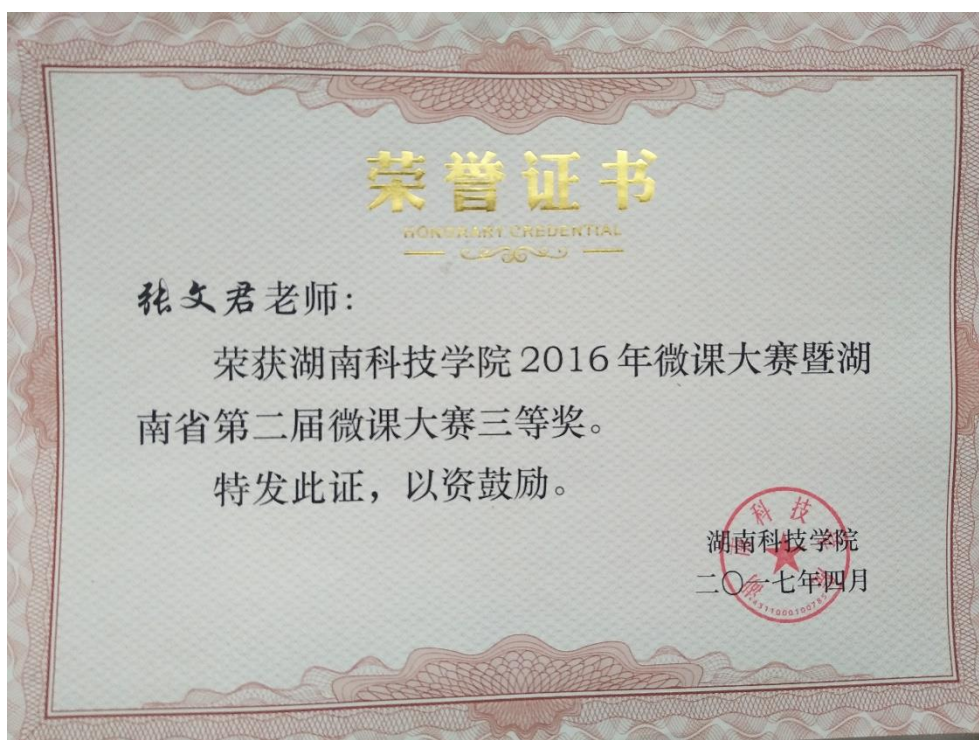 荣誉证书
HONORARY CREDENTIAL
张文君老师：
荣获湖南科技学院2016年微课大赛暨湖
南省第二届微课大赛三等奖。
特发此证，以资鼓励。
湖南科技学院
二〇一七年四月